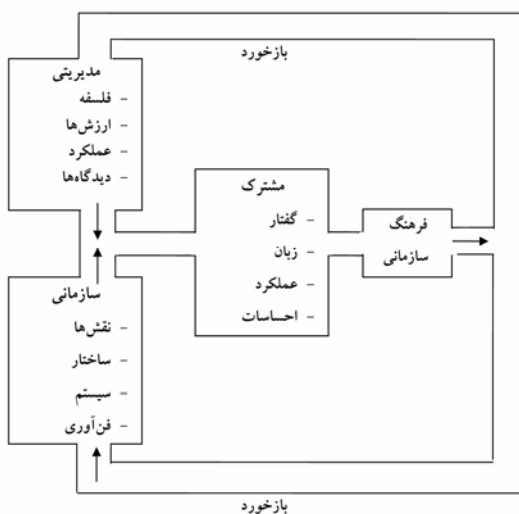 بازخورد
مدیریتی
- فلسفه
- ارزش‌ها
- عملکرد
- دیدگاه‌ها
مشترک
- گفتار
- زبان
- عملکرد
- احساسات
فرهنگ
سازمانی
سازمانی
- نقش‌ها
- ساختار
- سیستم
- فن‌آوری
بازخورد